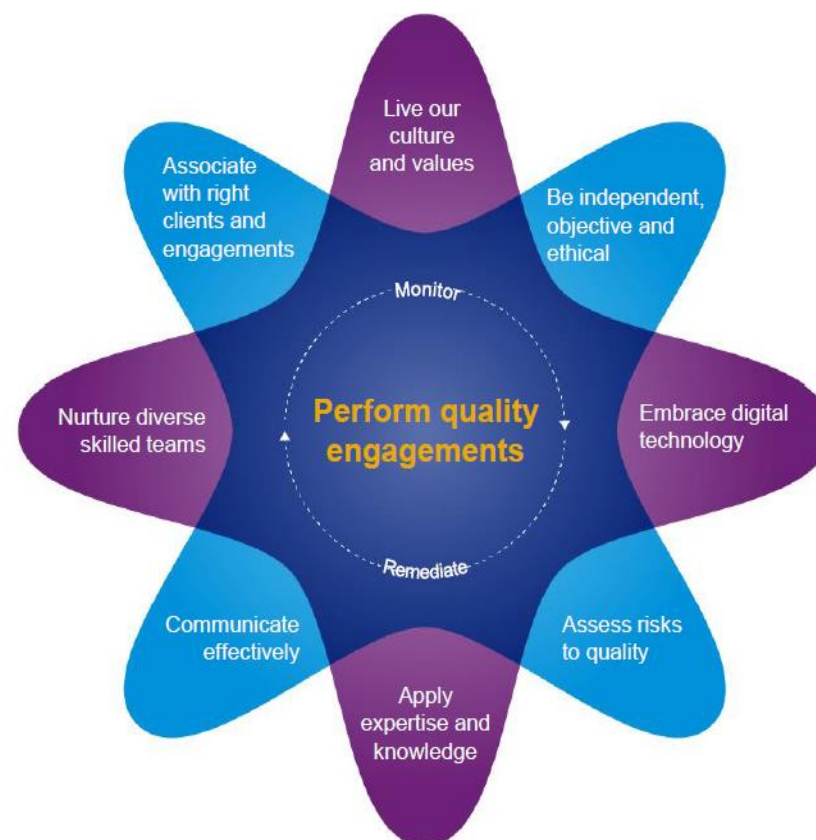 Live our
culture
and values
Be independent,
objective and
ethical
Embrace digital
technology
Assess risks
to quality
Apply
expertise and
knowledge
Communicate
effectively
Nurture diverse
skilled teams
Associate
with right
clients and
engagements
Monitor
Perform quality
engagements
Remediate